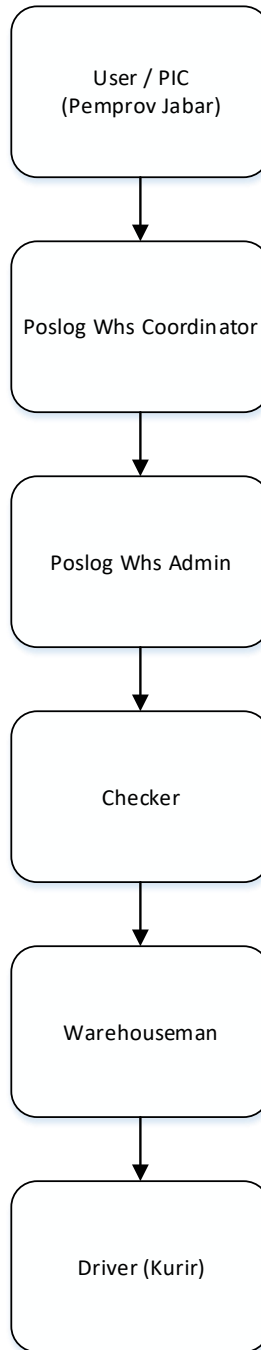 User / PIC
(Pemprov Jabar)
Poslog Whs Coordinator
Poslog Whs Admin
Checker
Warehouseman
Driver (Kurir)